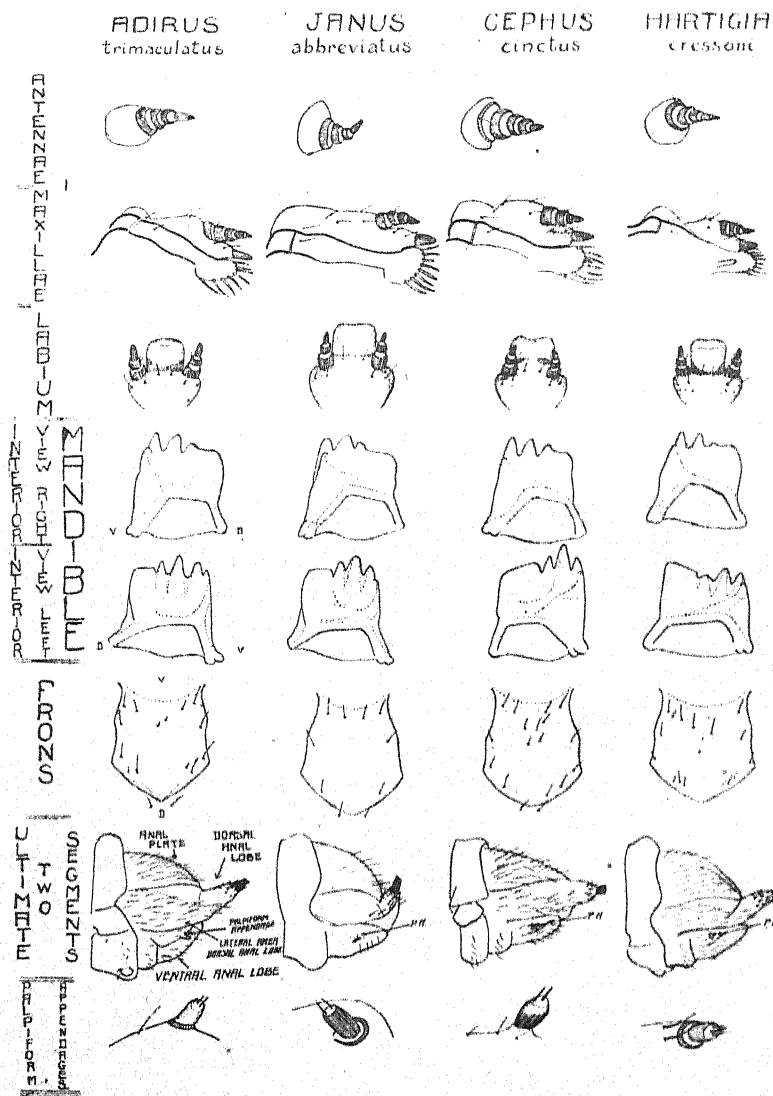 ADIRUS JANUS CEPHUS HARTIGIA
trimaculatus abbreviatus cinctus cressoni
ANTENNAE
MAXILLAE
LABIUM
MANDIBLE
INTERIOR VIEW RIGHT
V D
INTERIOR VIEW LEFT
D V
FRONS
V
D
ULTIMATE TWO SEGMENTS
ANAL PLATE
DORSAL ANAL LOBE
PALPIFORM APPENDAGE
LATERAL AREA DORSAL ANAL LOBE
VENTRAL ANAL LOBE
PALPIFORM APPENDAGES